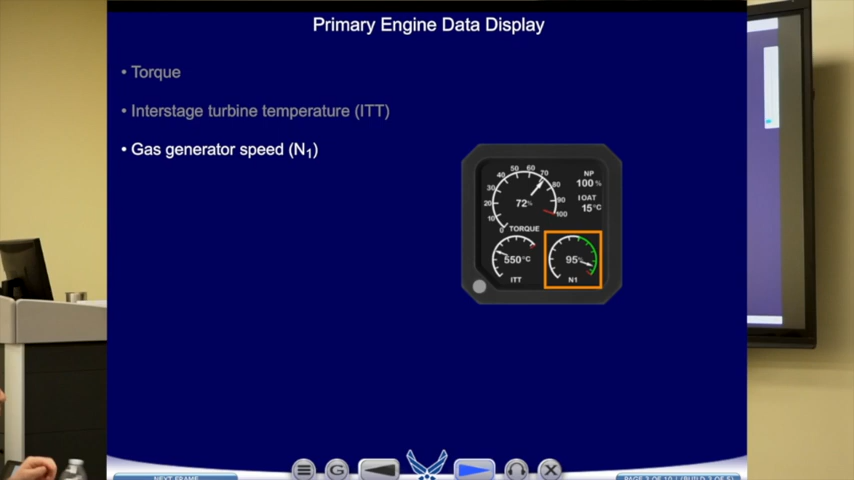 Primary Engine Data Display
• Torque
• Interstage turbine temperature (ITT)
• Gas generator speed (N1)
50 60
40 70
30 80
20 72% 90
10 100
0
TORQUE
NP
100%
IOAT
15°C
550°C
ITT
95%
N1
G
X
NEXT FRAME